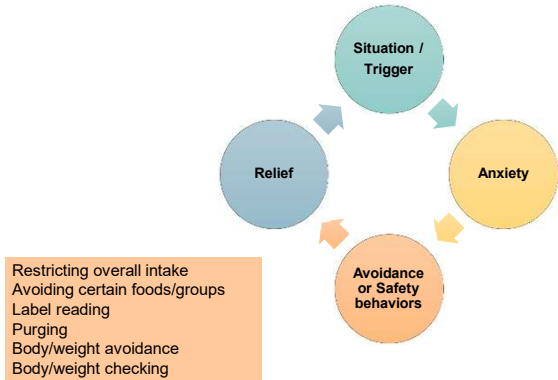 Situation /
Trigger
Relief
Anxiety
Avoidance
or Safety
behaviors
Restricting overall intake
Avoiding certain foods/groups
Label reading
Purging
Body/weight avoidance
Body/weight checking